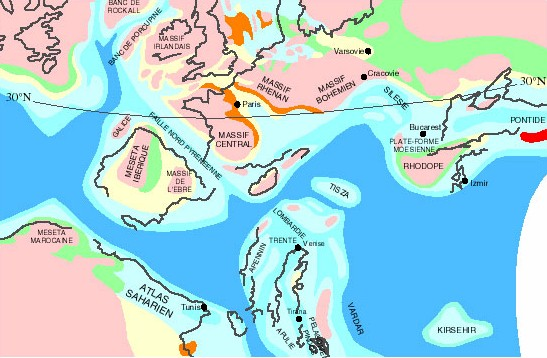 BANC DE
ROCKALL
BANC DE PORCUPINE
MASSIF
IRLANDAIS
Varsovie
Cracovie
MASSIF
RHENAN
MASSIF
BOHEMIEN
SILESIE
30°N
30°N
Paris
GALICE
FAILLE NORD PYRENEENNE
MASSIF
CENTRAL
Bucarest
PONTIDE
PLATE-FORME
MOESIENNE
MESETA
IBERIQUE
MASSIF
DE
L'EBRE
RHODOPE
Izmir
TISZA
LOMBARDIE
MESETA
MAROCAINE
TRENTE
Venise
APENNIN
ATLAS
SAHARIEN
Tunis
Tirana
APULIE
VARDAR
KIRSEHIR